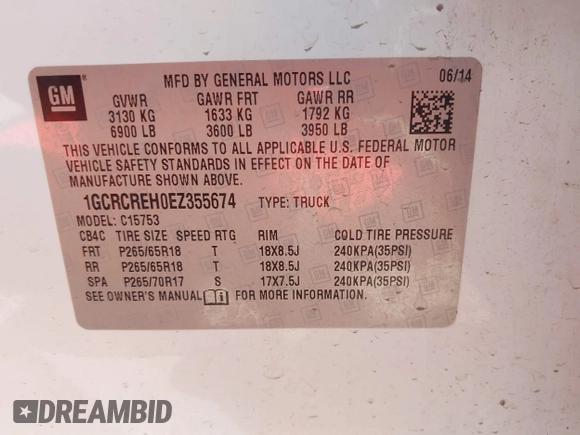 GM
MFD BY GENERAL MOTORS LLC 06/14
GVWR GAWR FRT GAWR RR
3130 KG 1633 KG 1792 KG
6900 LB 3600 LB 3950 LB
THIS VEHICLE CONFORMS TO ALL APPLICABLE U.S. FEDERAL MOTOR
VEHICLE SAFETY STANDARDS IN EFFECT ON THE DATE OF
MANUFACTURE SHOWN ABOVE.
1GCRCREH0EZ355674 TYPE: TRUCK
MODEL: C15753
CB4C TIRE SIZE SPEED RTG RIM COLD TIRE PRESSURE
FRT P265/65R18 T 18X8.5J 240KPA(35PSI)
RR P265/65R18 T 18X8.5J 240KPA(35PSI)
SPA P265/70R17 S 17X7.5J 240KPA(35PSI)
SEE OWNER'S MANUAL FOR MORE INFORMATION.
DREAMBID